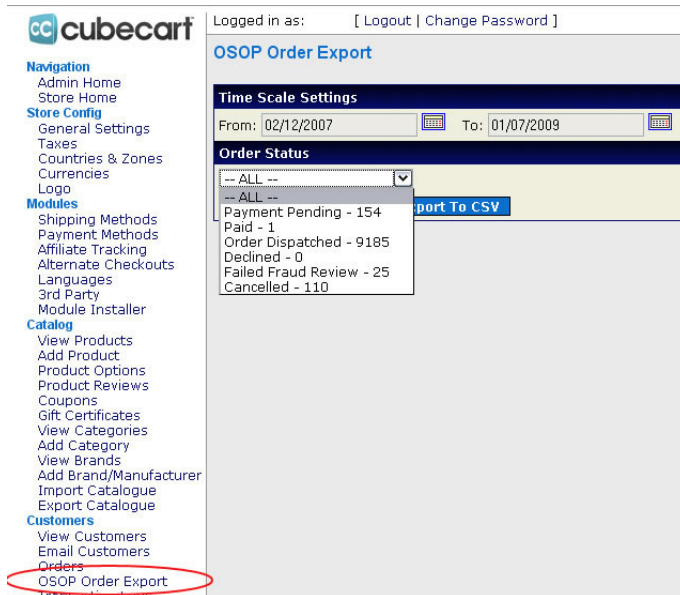 cc cubecart
Logged in as: [ Logout | Change Password ]
OSOP Order Export
Navigation
Admin Home
Store Home
Store Config
General Settings
Taxes
Countries & Zones
Currencies
Logo
Modules
Shipping Methods
Payment Methods
Affiliate Tracking
Alternate Checkouts
Languages
3rd Party
Module Installer
Catalog
View Products
Add Product
Product Options
Product Reviews
Coupons
Gift Certificates
View Categories
Add Category
View Brands
Add Brand/Manufacturer
Import Catalogue
Export Catalogue
Customers
View Customers
Email Customers
Orders
OSOP Order Export
Time Scale Settings
From: 02/12/2007 To: 01/07/2009
Order Status
-- ALL --
-- ALL --
Payment Pending - 154
Paid - 1
Order Dispatched - 9185
Declined - 0
Failed Fraud Review - 25
Cancelled - 110
port To CSV